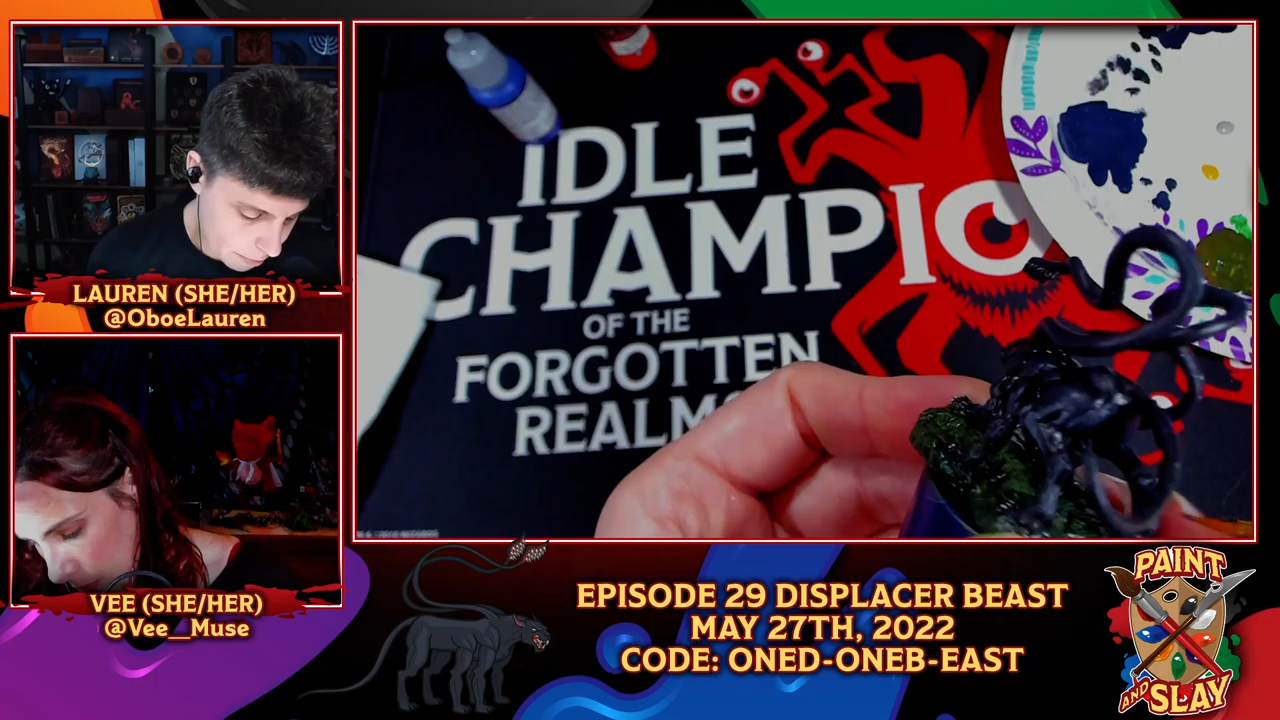 LAUREN (SHE/HER)
@OboeLauren
VEE (SHE/HER)
@Vee__Muse
IDLE
CHAMPIO
OF THE
FORGOTTEN
REALMS
EPISODE 29 DISPLACER BEAST
MAY 27TH, 2022
CODE: ONED-ONEB-EAST
PAINT
AND SLAY